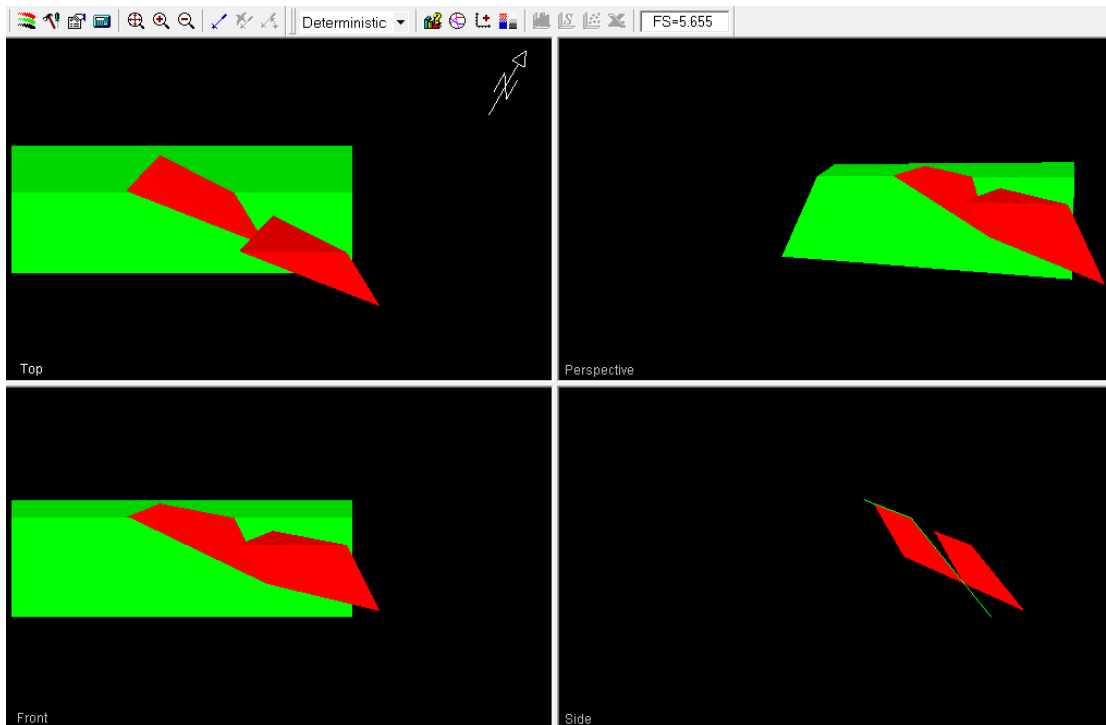 Deterministic FS=5.655
N
Top
Perspective
Front
Side